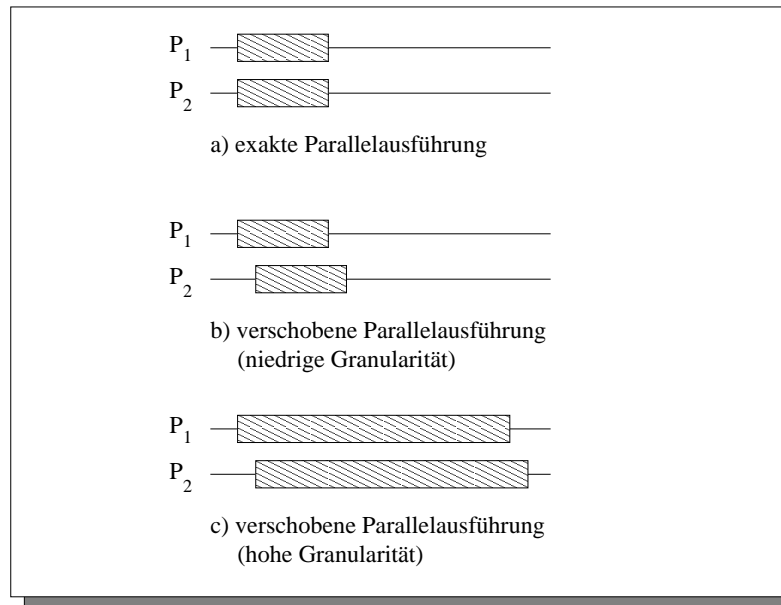 P1
P2
a) exakte Parallelausführung
P1
P2
b) verschobene Parallelausführung
(niedrige Granularität)
P1
P2
c) verschobene Parallelausführung
(hohe Granularität)